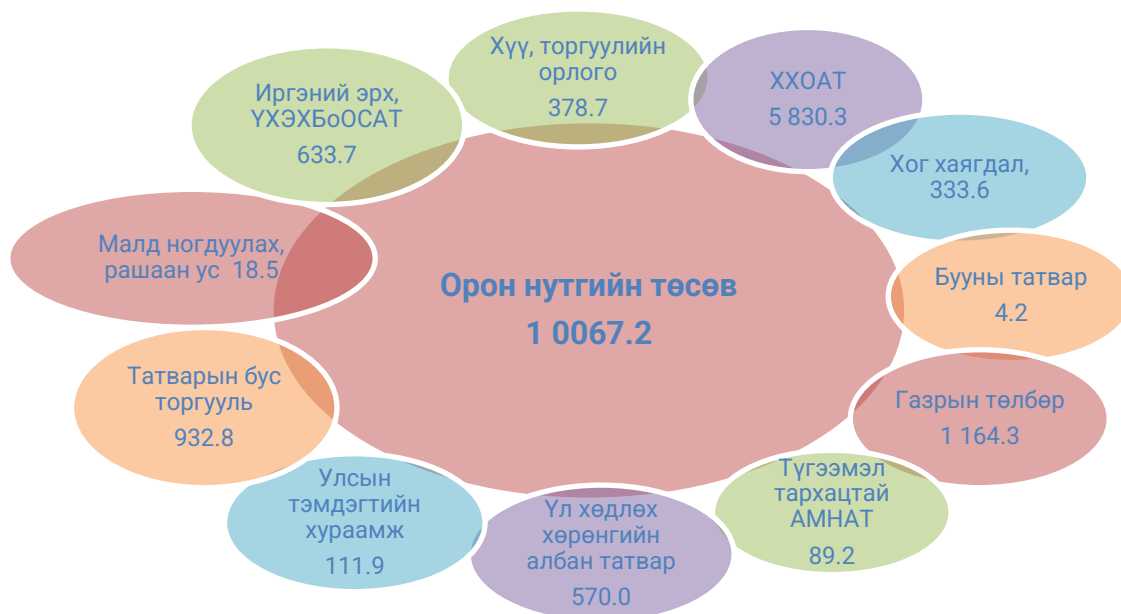 Хүү, торгуулийн
орлого
378.7
ХХОАТ
5 830.3
Хог хаягдал,
333.6
Бууны татвар
4.2
Газрын төлбөр
1 164.3
Түгээмэл
тархацтай
АМНАТ
89.2
Үл хөдлөх
хөрөнгийн
албан татвар
570.0
Улсын
тэмдэгтийн
хураамж
111.9
Татварын бус
торгууль
932.8
Малд ногдуулах,
рашаан ус 18.5
Иргэний эрх,
ҮХЭХБоОСАТ
633.7
Орон нутгийн төсөв
1 0067.2